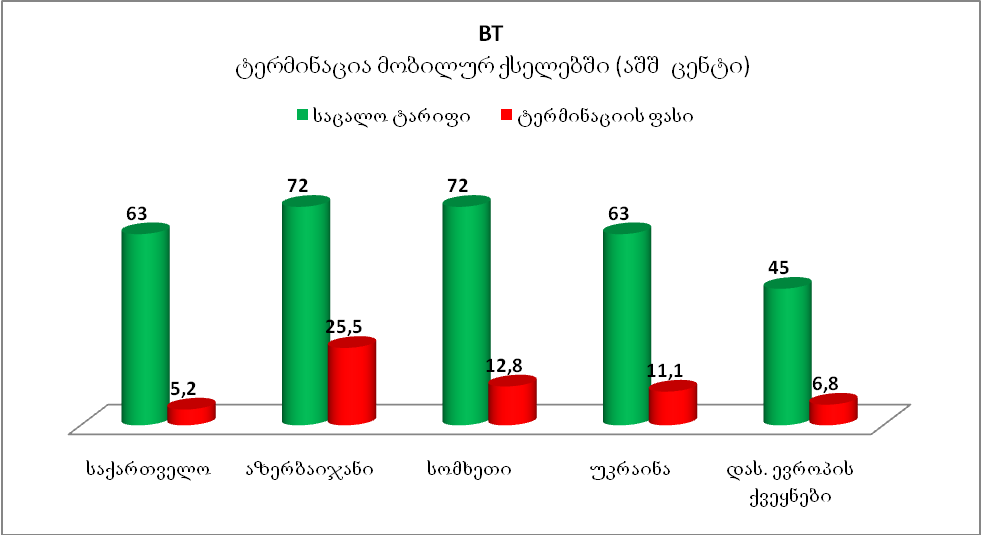 BT
ტერმინაცია მობილურ ქსელებში (აშშ ცენტი)
საცალო ტარიფი ტერმინაციის ფასი
63 5,2 72 25,5 72 12,8 63 11,1 45 6,8
საქართველო აზერბაიჯანი სომხეთი უკრაინა დას. ევროპის
ქვეყნები